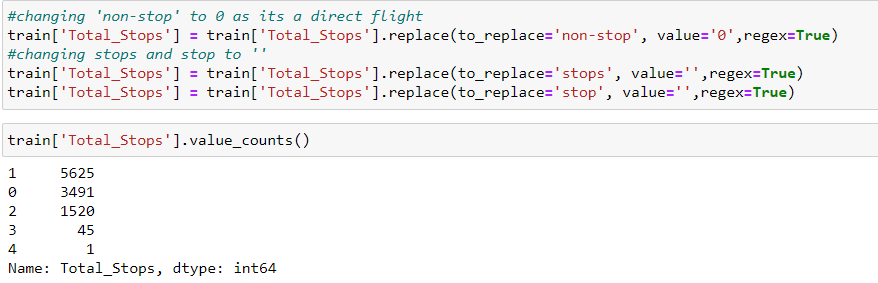 #changing 'non-stop' to 0 as its a direct flight
train['Total_Stops'] = train['Total_Stops'].replace(to_replace='non-stop', value='0',regex=True)
#changing stops and stop to ''
train['Total_Stops'] = train['Total_Stops'].replace(to_replace='stops', value='',regex=True)
train['Total_Stops'] = train['Total_Stops'].replace(to_replace='stop', value='',regex=True)
train['Total_Stops'].value_counts()
1     5625
0     3491
2     1520
3       45
4        1
Name: Total_Stops, dtype: int64